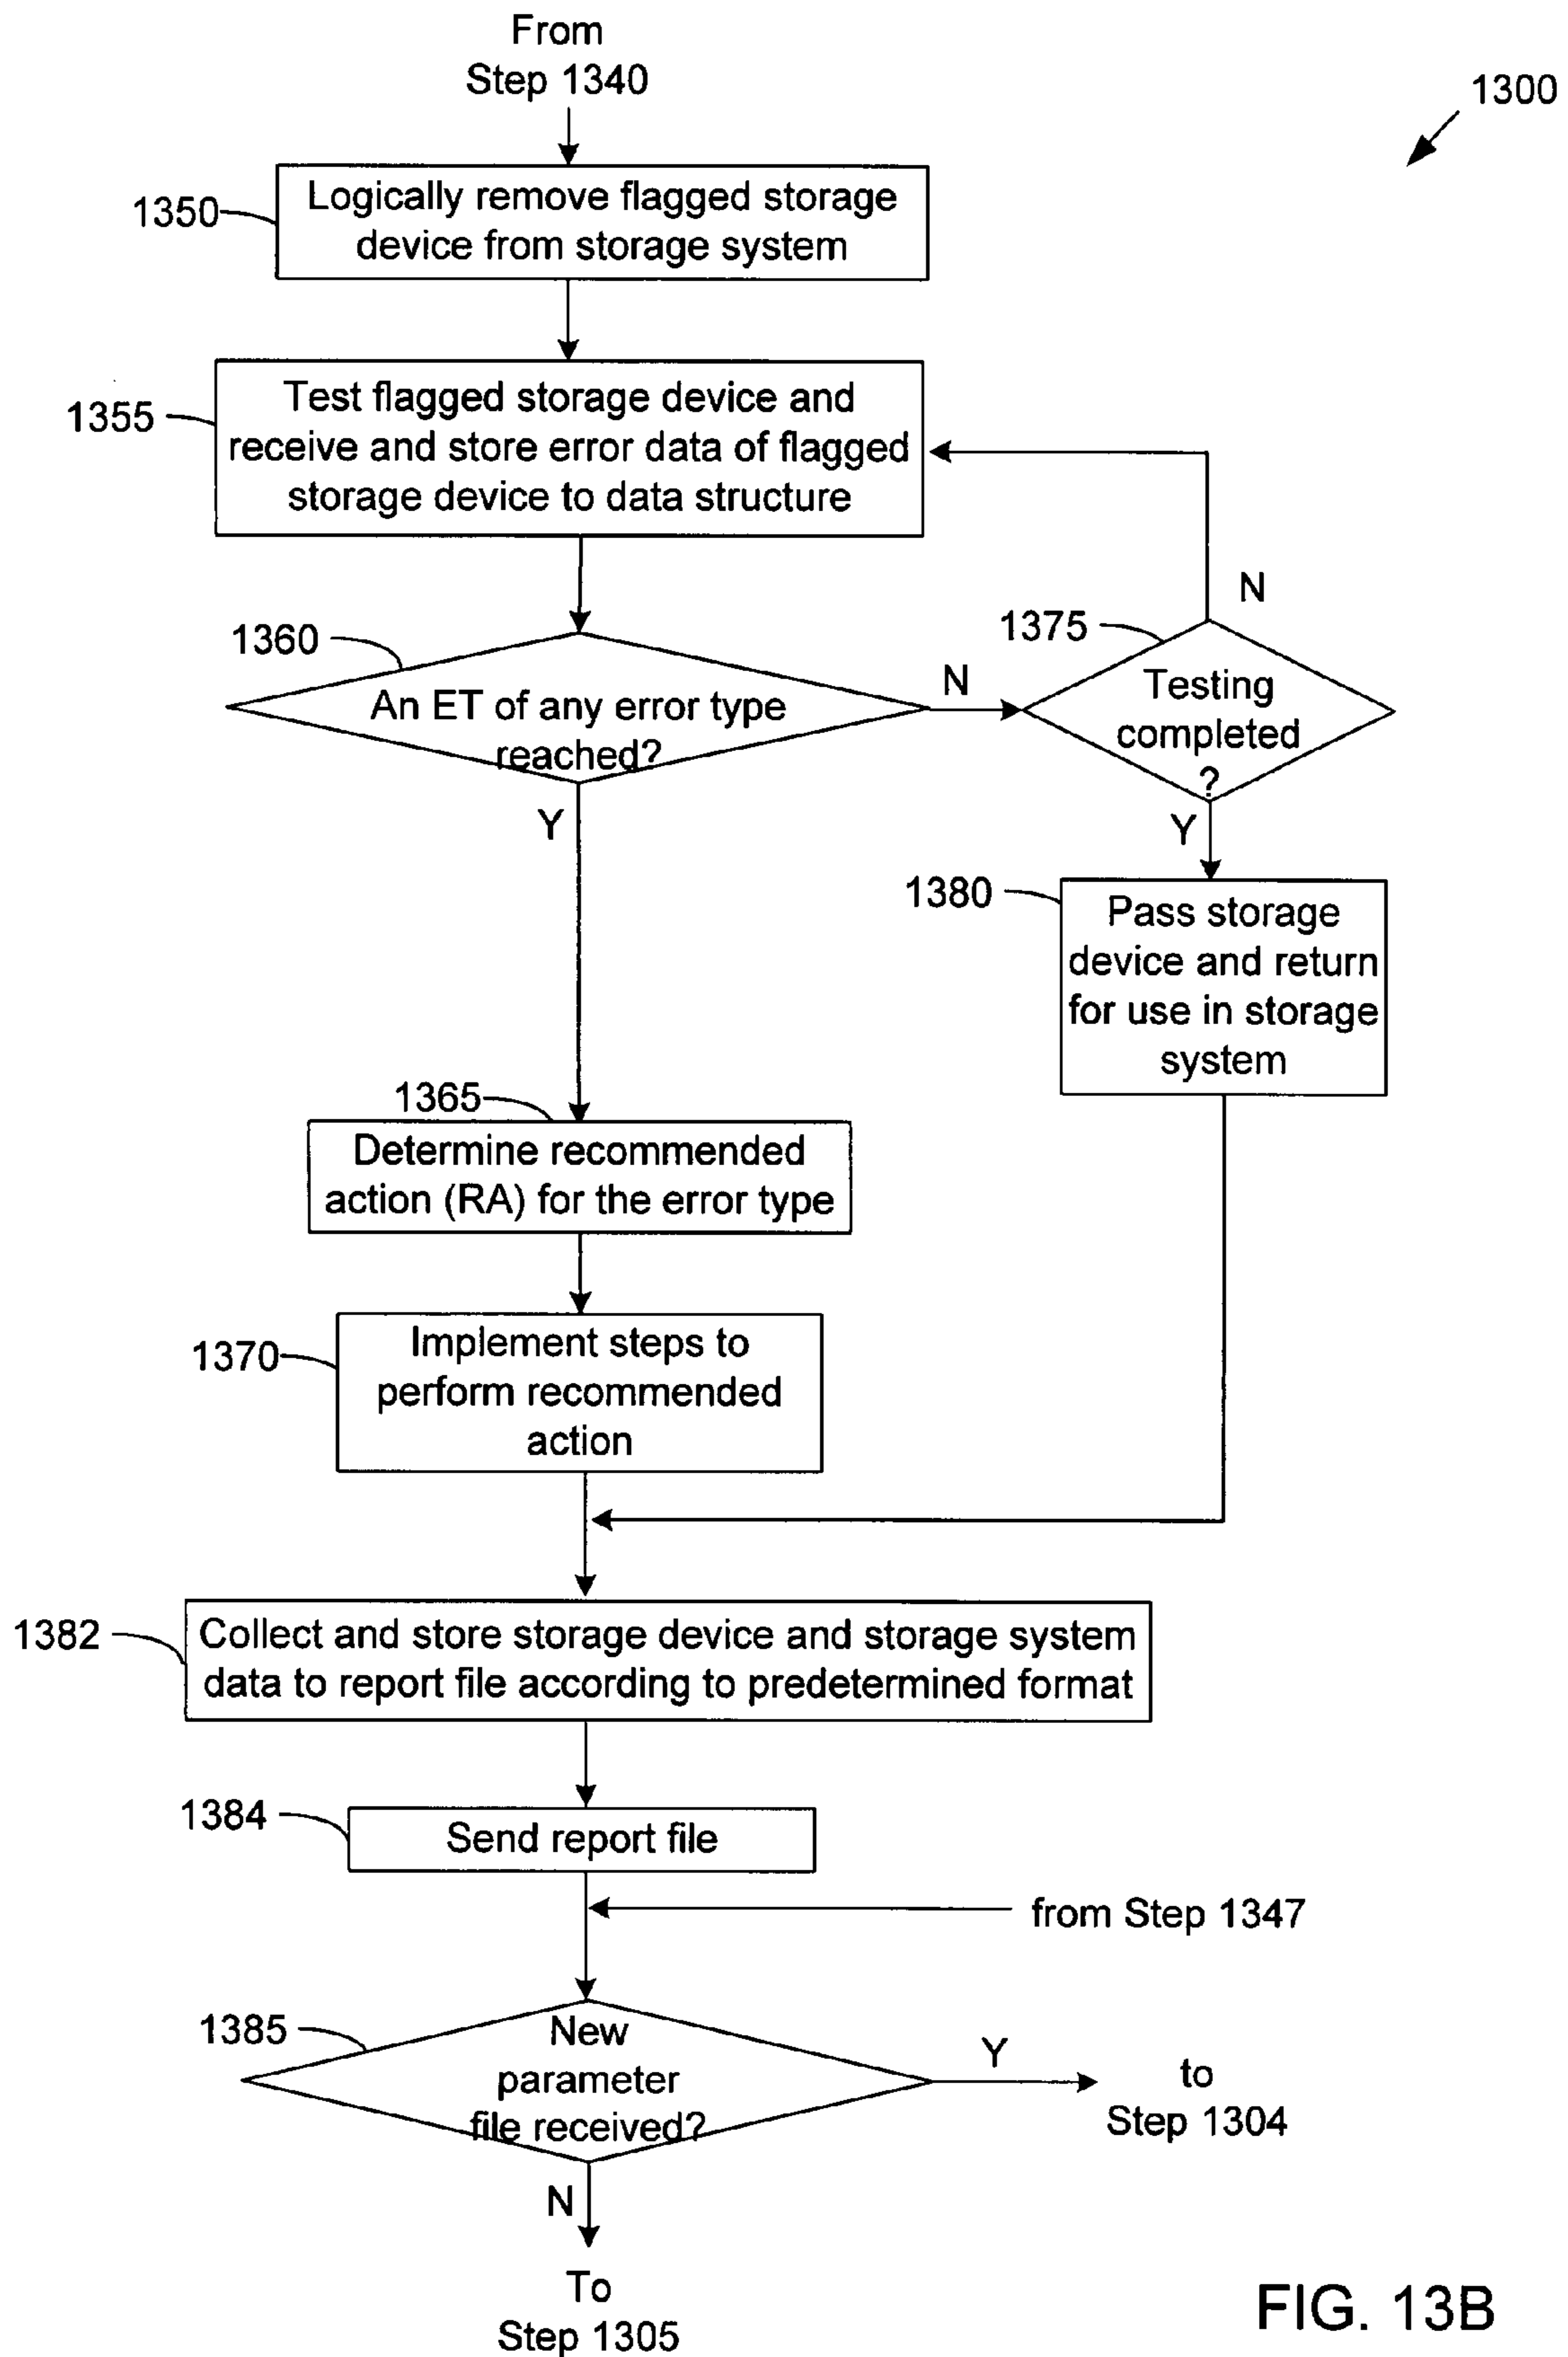 From
Step 1340
1300
1350
Logically remove flagged storage
device from storage system
1355
Test flagged storage device and
receive and store error data of flagged
storage device to data structure
N
1360
An ET of any error type
reached?
N
1375
Testing
completed
?
Y
Y
1380
Pass storage
device and return
for use in storage
system
1365
Determine recommended
action (RA) for the error type
1370
Implement steps to
perform recommended
action
1382
Collect and store storage device and storage system
data to report file according to predetermined format
1384
Send report file
from Step 1347
1385
New
parameter
file received?
Y
to
Step 1304
N
To
Step 1305
FIG. 13B